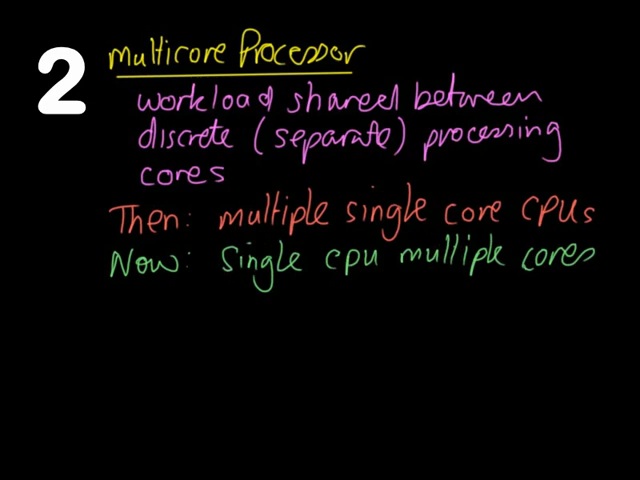 2 Multicore Processor
workload shared between
discrete (separate) processing
cores
Then: multiple single core CPUs
Now: single cpu multiple cores